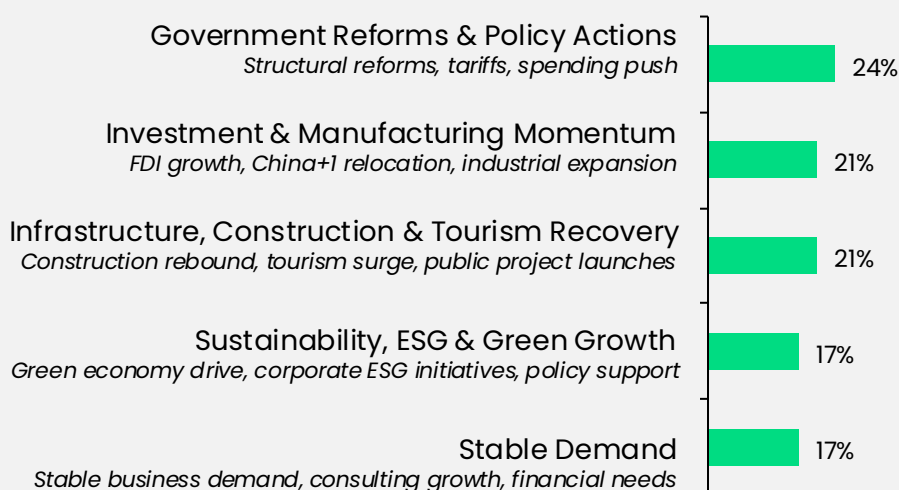 Government Reforms & Policy Actions
Structural reforms, tariffs, spending push
24%
Investment & Manufacturing Momentum
FDI growth, China+1 relocation, industrial expansion
21%
Infrastructure, Construction & Tourism Recovery
Construction rebound, tourism surge, public project launches
21%
Sustainability, ESG & Green Growth
Green economy drive, corporate ESG initiatives, policy support
17%
Stable Demand
Stable business demand, consulting growth, financial needs
17%